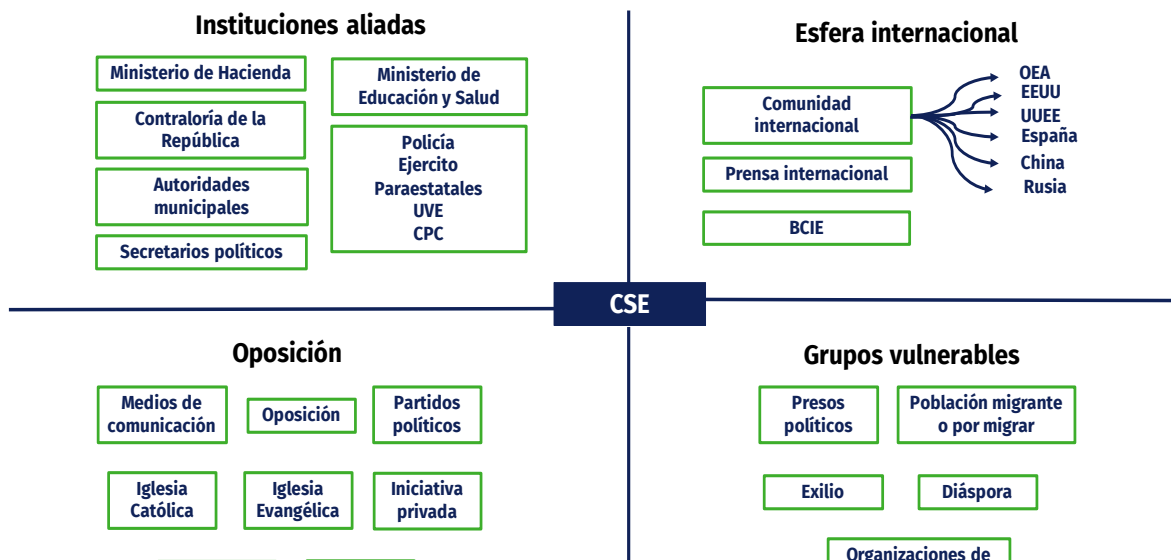 Instituciones aliadas
Ministerio de Hacienda
Contraloría de la
República
Autoridades
municipales
Secretarios políticos
Ministerio de
Educación y Salud
Policía
Ejercito
Paraestatales
UVE
CPC
Esfera internacional
Comunidad
internacional
OEA
EEUU
UUEE
España
China
Rusia
Prensa internacional
BCIE
CSE
Oposición
Medios de
comunicación
Oposición
Partidos
políticos
Iglesia
Católica
Iglesia
Evangélica
Iniciativa
privada
Grupos vulnerables
Presos
políticos
Población migrante
o por migrar
Exilio
Diáspora
Organizaciones de